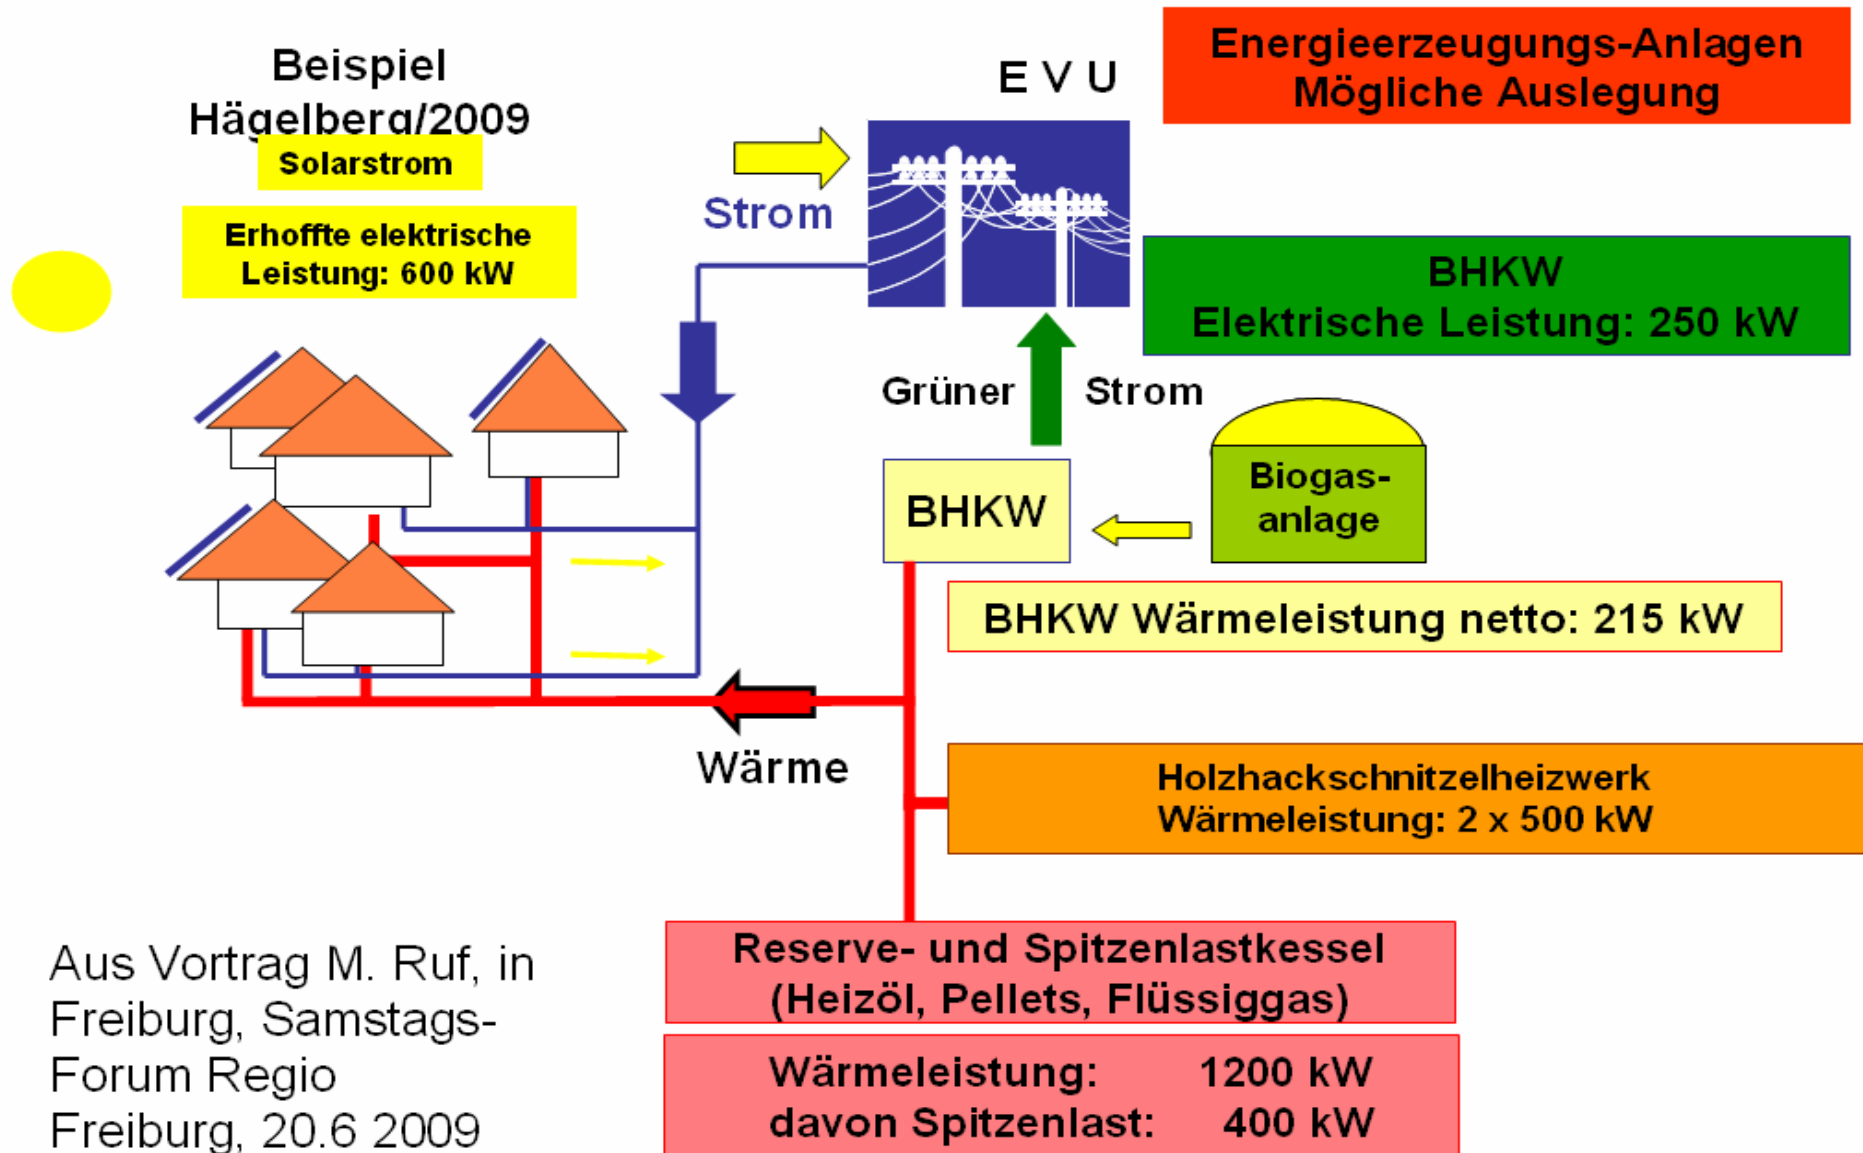 Beispiel
Hägelberg/2009
Solarstrom
Erhoffte elektrische
Leistung: 600 kW
E V U
Strom
Energieerzeugungs-Anlagen
Mögliche Auslegung
BHKW
Elektrische Leistung: 250 kW
Grüner Strom
BHKW
Biogas-
anlage
BHKW Wärmeleistung netto: 215 kW
Wärme
Holzhackschnitzelheizwerk
Wärmeleistung: 2 x 500 kW
Reserve- und Spitzenlastkessel
(Heizöl, Pellets, Flüssiggas)
Wärmeleistung: 1200 kW
davon Spitzenlast: 400 kW
Aus Vortrag M. Ruf, in
Freiburg, Samstags-
Forum Regio
Freiburg, 20.6 2009